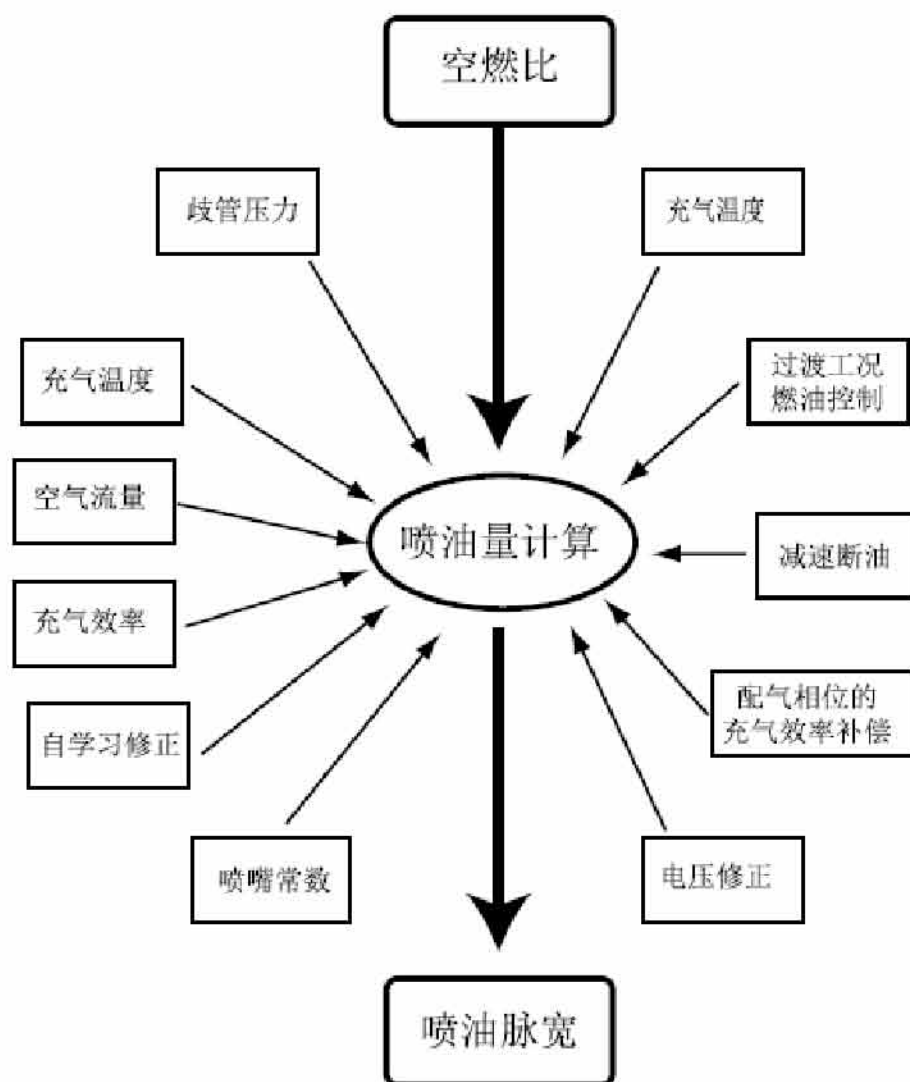 空燃比
歧管压力
充气温度
充气温度
过渡工况
燃油控制
空气流量
喷油量计算
减速断油
充气效率
自学习修正
配气相位的
充气效率补偿
喷嘴常数
电压修正
喷油脉宽